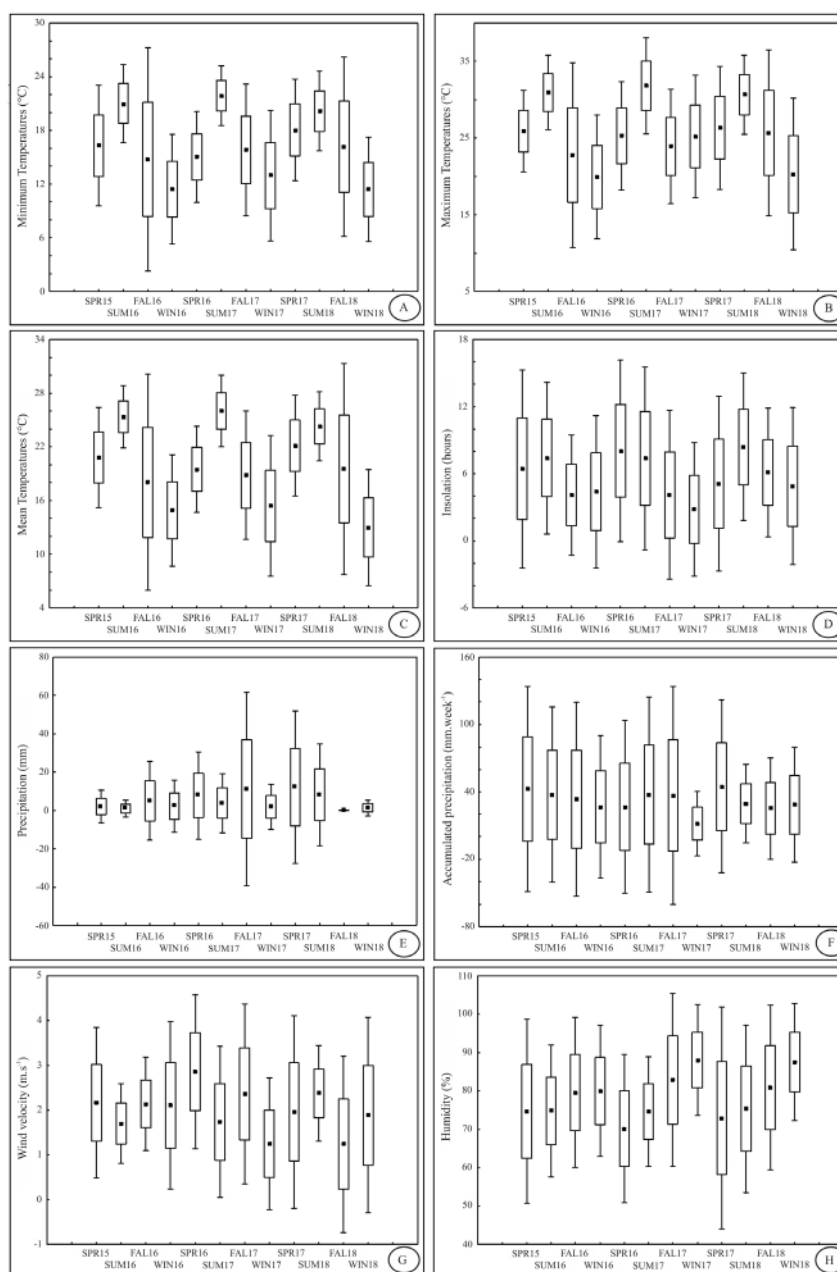 30
24
18
12
6
0
Minimum Temperatures (°C)
SPR15 FAL16 SPR16 FAL17 SPR17 FAL18
SUM16 WIN16 SUM17 WIN17 SUM18 WIN18
A
35
25
15
5
Maximum Temperatures (°C)
SPR15 FAL16 SPR16 FAL17 SPR17 FAL18
SUM16 WIN16 SUM17 WIN17 SUM18 WIN18
B
34
28
22
16
10
4
Mean Temperatures (°C)
SPR15 FAL16 SPR16 FAL17 SPR17 FAL18
SUM16 WIN16 SUM17 WIN17 SUM18 WIN18
C
18
12
6
0
-6
Insolation (hours)
SPR15 FAL16 SPR16 FAL17 SPR17 FAL18
SUM16 WIN16 SUM17 WIN17 SUM18 WIN18
D
80
60
40
20
0
-20
-40
-60
Precipitation (mm)
SPR15 FAL16 SPR16 FAL17 SPR17 FAL18
SUM16 WIN16 SUM17 WIN17 SUM18 WIN18
E
160
100
40
-20
-80
Accumulated precipitation (mm.week⁻¹)
SPR15 FAL16 SPR16 FAL17 SPR17 FAL18
SUM16 WIN16 SUM17 WIN17 SUM18 WIN18
F
5
4
3
2
1
0
-1
Wind velocity (m.s⁻¹)
SPR15 FAL16 SPR16 FAL17 SPR17 FAL18
SUM16 WIN16 SUM17 WIN17 SUM18 WIN18
G
110
100
90
80
70
60
50
40
Humidity (%)
SPR15 FAL16 SPR16 FAL17 SPR17 FAL18
SUM16 WIN16 SUM17 WIN17 SUM18 WIN18
H